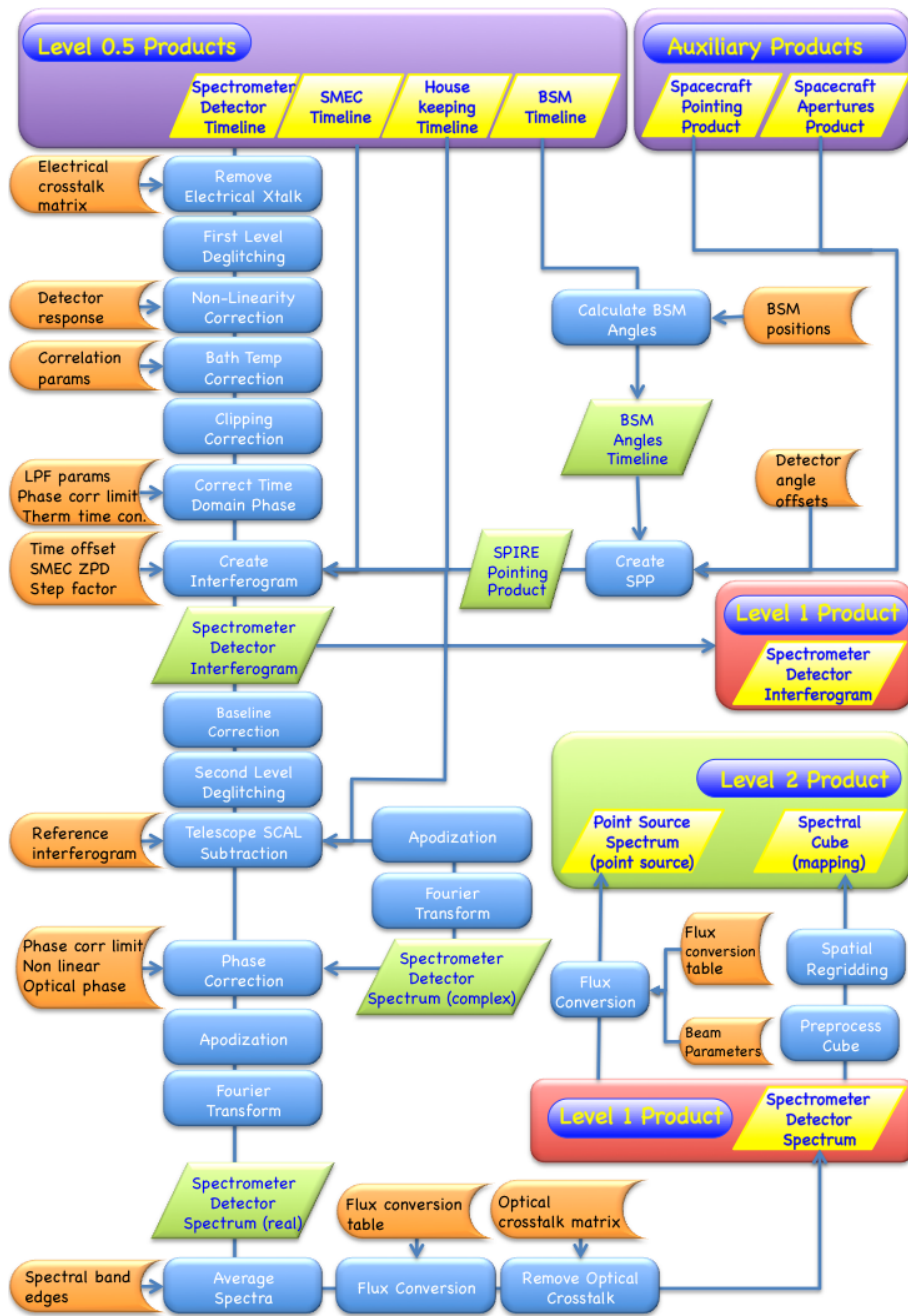 Level 0.5 Products
Spectrometer
Detector
Timeline
SMEC
Timeline
House
keeping
Timeline
BSM
Timeline
Auxiliary Products
Spacecraft
Pointing
Product
Spacecraft
Apertures
Product
Electrical
crosstalk
matrix
Remove
Electrical Xtalk
First Level
Deglitching
Detector
response
Non-Linearity
Correction
Calculate BSM
Angles
BSM
positions
Correlation
params
Bath Temp
Correction
Clipping
Correction
BSM
Angles
Timeline
LPF params
Phase corr limit
Therm time con.
Correct Time
Domain Phase
Detector
angle
offsets
Time offset
SMEC ZPD
Step factor
Create
Interferogram
SPIRE
Pointing
Product
Create
SPP
Spectrometer
Detector
Interferogram
Level 1 Product
Spectrometer
Detector
Interferogram
Baseline
Correction
Second Level
Deglitching
Level 2 Product
Point Source
Spectrum
(point source)
Spectral
Cube
(mapping)
Reference
interferogram
Telescope SCAL
Subtraction
Apodization
Fourier
Transform
Phase corr limit
Non linear
Optical phase
Phase
Correction
Spectrometer
Detector
Spectrum (complex)
Flux
Conversion
Flux
conversion
table
Beam
Parameters
Spatial
Regridding
Preprocess
Cube
Apodization
Fourier
Transform
Level 1 Product
Spectrometer
Detector
Spectrum
Spectrometer
Detector
Spectrum (real)
Flux conversion
table
Optical
crosstalk matrix
Spectral band
edges
Average
Spectra
Flux Conversion
Remove Optical
Crosstalk